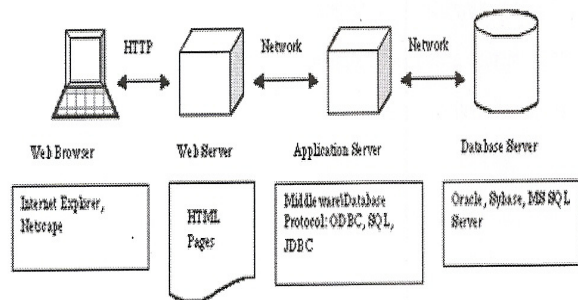 HTTP
Network
Network
Web Browser
Web Server
Application Server
Database Server
Internet Explorer,
Netscape
HTML
Pages
Middleware\Database
Protocol: ODBC, SQL,
JDBC
Oracle, Sybase, MS SQL
Server